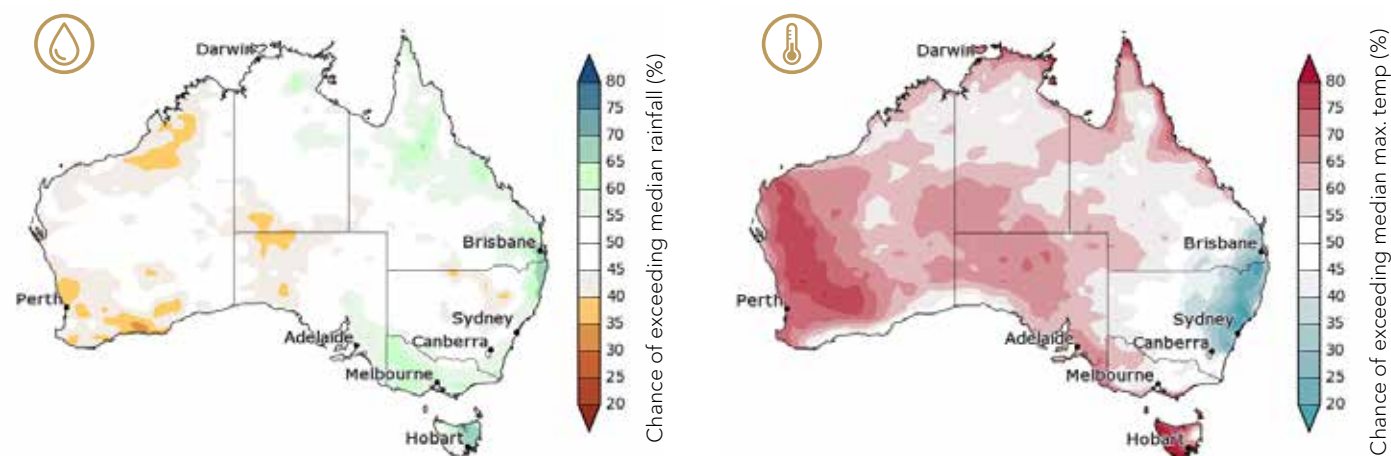 Darwin
Brisbane
Perth
Sydney
Adelaide
Canberra
Melbourne
Hobart
80
75
70
65
60
55
50
45
40
35
30
25
20
Chance of exceeding median rainfall (%)
Darwin
Brisbane
Perth
Sydney
Adelaide
Canberra
Melbourne
Hobart
80
75
70
65
60
55
50
45
40
35
30
25
20
Chance of exceeding median max. temp (%)